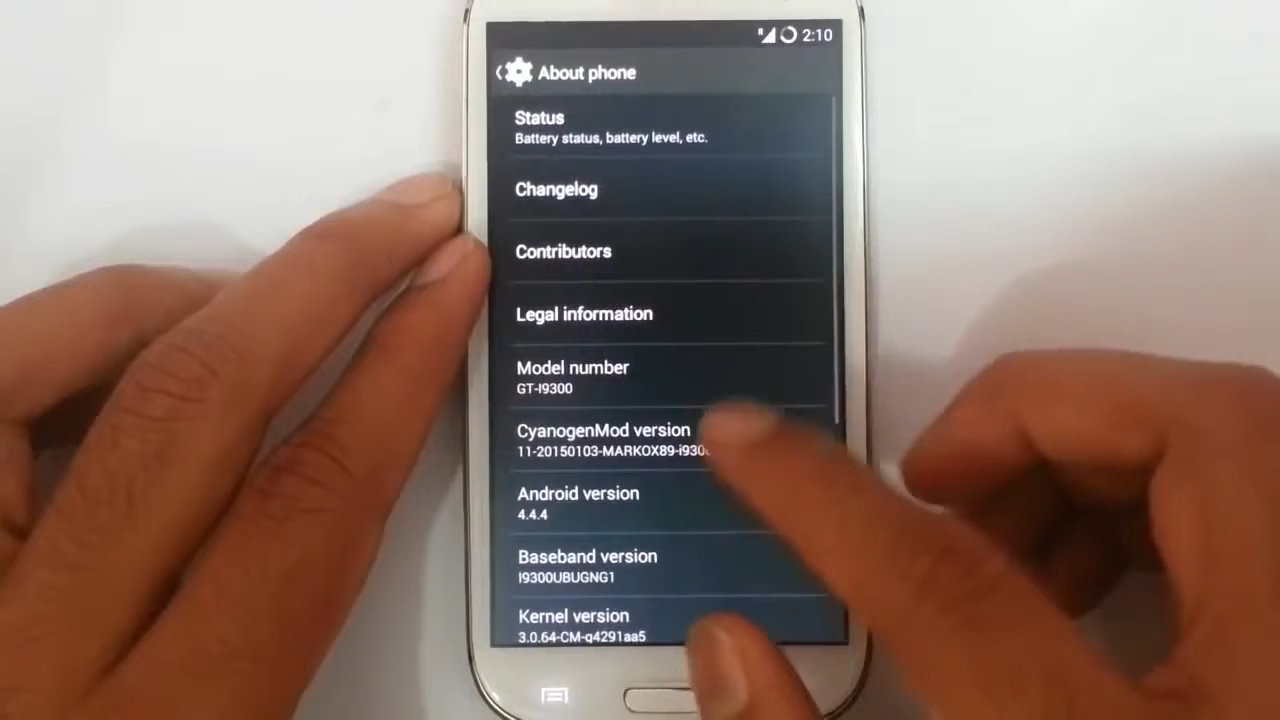 2:10
About phone
Status
Battery status, battery level, etc.
Changelog
Contributors
Legal information
Model number
GT-I9300
CyanogenMod version
11-20150103-MARKOX89-i930
Android version
4.4.4
Baseband version
I9300UBUGNG1
Kernel version
3.0.64-CM-g4291aa5